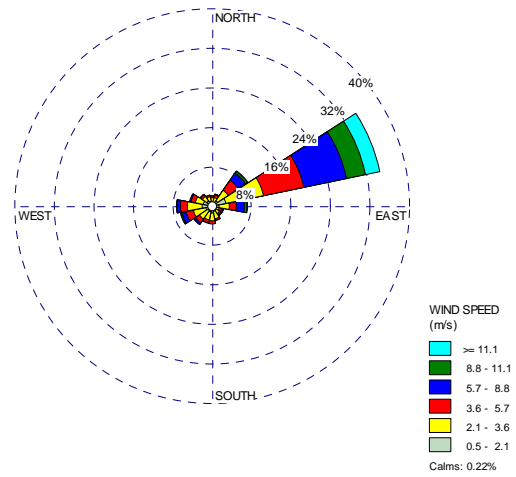 NORTH
40%
32%
24%
16%
8%
WEST
EAST
SOUTH
WIND SPEED
(m/s)
>= 11.1
8.8 - 11.1
5.7 - 8.8
3.6 - 5.7
2.1 - 3.6
0.5 - 2.1
Calms: 0.22%